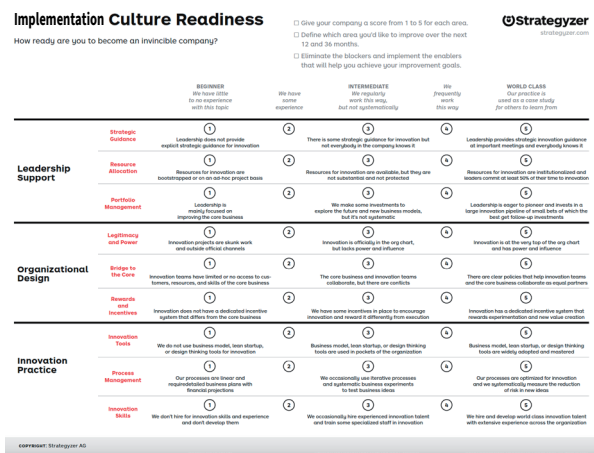 Implementation Culture Readiness
How ready are you to become an invincible company?
Give your company a score from 1 to 5 for each area.
Define which area you'd like to improve over the next
12 and 36 months.
Eliminate the blockers and implement the enablers
that will help you achieve your improvement goals.
Strategyzer
strategyzer.com
BEGINNER
We have little
to no experience
with this topic
We have
some
experience
INTERMEDIATE
We regularly
work this way,
but not systematically
We
frequently
work
this way
WORLD CLASS
Our practice is
used as a case study
for others to learn from
Leadership
Support
Strategic
Guidance
1
Leadership does not provide
explicit strategic guidance for innovation
2
3
There is some strategic guidance for innovation but
not everybody in the company knows it
4
5
Leadership provides strategic innovation guidance
at important meetings and everybody knows it
Resource
Allocation
1
Resources for innovation are
bootstrapped or on an ad-hoc project basis
2
3
Resources for innovation are available, but they are
not substantial and not protected
4
5
Resources for innovation are institutionalized and
leaders commit at least 50% of their time to innovation
Portfolio
Management
1
Leadership is
mainly focused on
improving the core business
2
3
We make some investments to
explore the future and new business models,
but it's not systematic
4
5
Leadership is eager to pioneer and invests in a
large innovation pipeline of small bets of which the
best get follow-up investments
Organizational
Design
Legitimacy
and Power
1
Innovation projects are skunk work
and outside official channels
2
3
Innovation is officially in the org chart,
but lacks power and influence
4
5
Innovation is at the very top of the org chart
and has power and influence
Bridge to
the Core
1
Innovation teams have limited or no access to cus-
tomers, resources, and skills of the core business
2
3
The core business and innovation teams
collaborate, but there are conflicts
4
5
There are clear policies that help innovation teams
and the core business collaborate as equal partners
Rewards
and
Incentives
1
Innovation does not have a dedicated incentive
system that differs from the core business
2
3
We have some incentives in place to encourage
innovation and reward it differently from execution
4
5
Innovation has a dedicated incentive system that
rewards experimentation and new value creation
Innovation
Practice
Innovation
Tools
1
We do not use business model, lean startup,
or design thinking tools for innovation
2
3
Business model, lean startup, or design thinking
tools are used in pockets of the organization
4
5
Business model, lean startup, or design thinking
tools are widely adopted and mastered
Process
Management
1
Our processes are linear and
requiredetailed business plans with
financial projections
2
3
We occasionally use iterative processes
and systematic business experiments
to test business ideas
4
5
Our processes are optimized for innovation
and we systematically measure the reduction
of risk in new ideas
Innovation
Skills
1
We don't hire for innovation skills and experience
and don't develop them
2
3
We occasionally hire experienced innovation talent
and train some specialized staff in innovation
4
5
We hire and develop world class innovation talent
with extensive experience across the organization
COPYRIGHT: Strategyzer AG